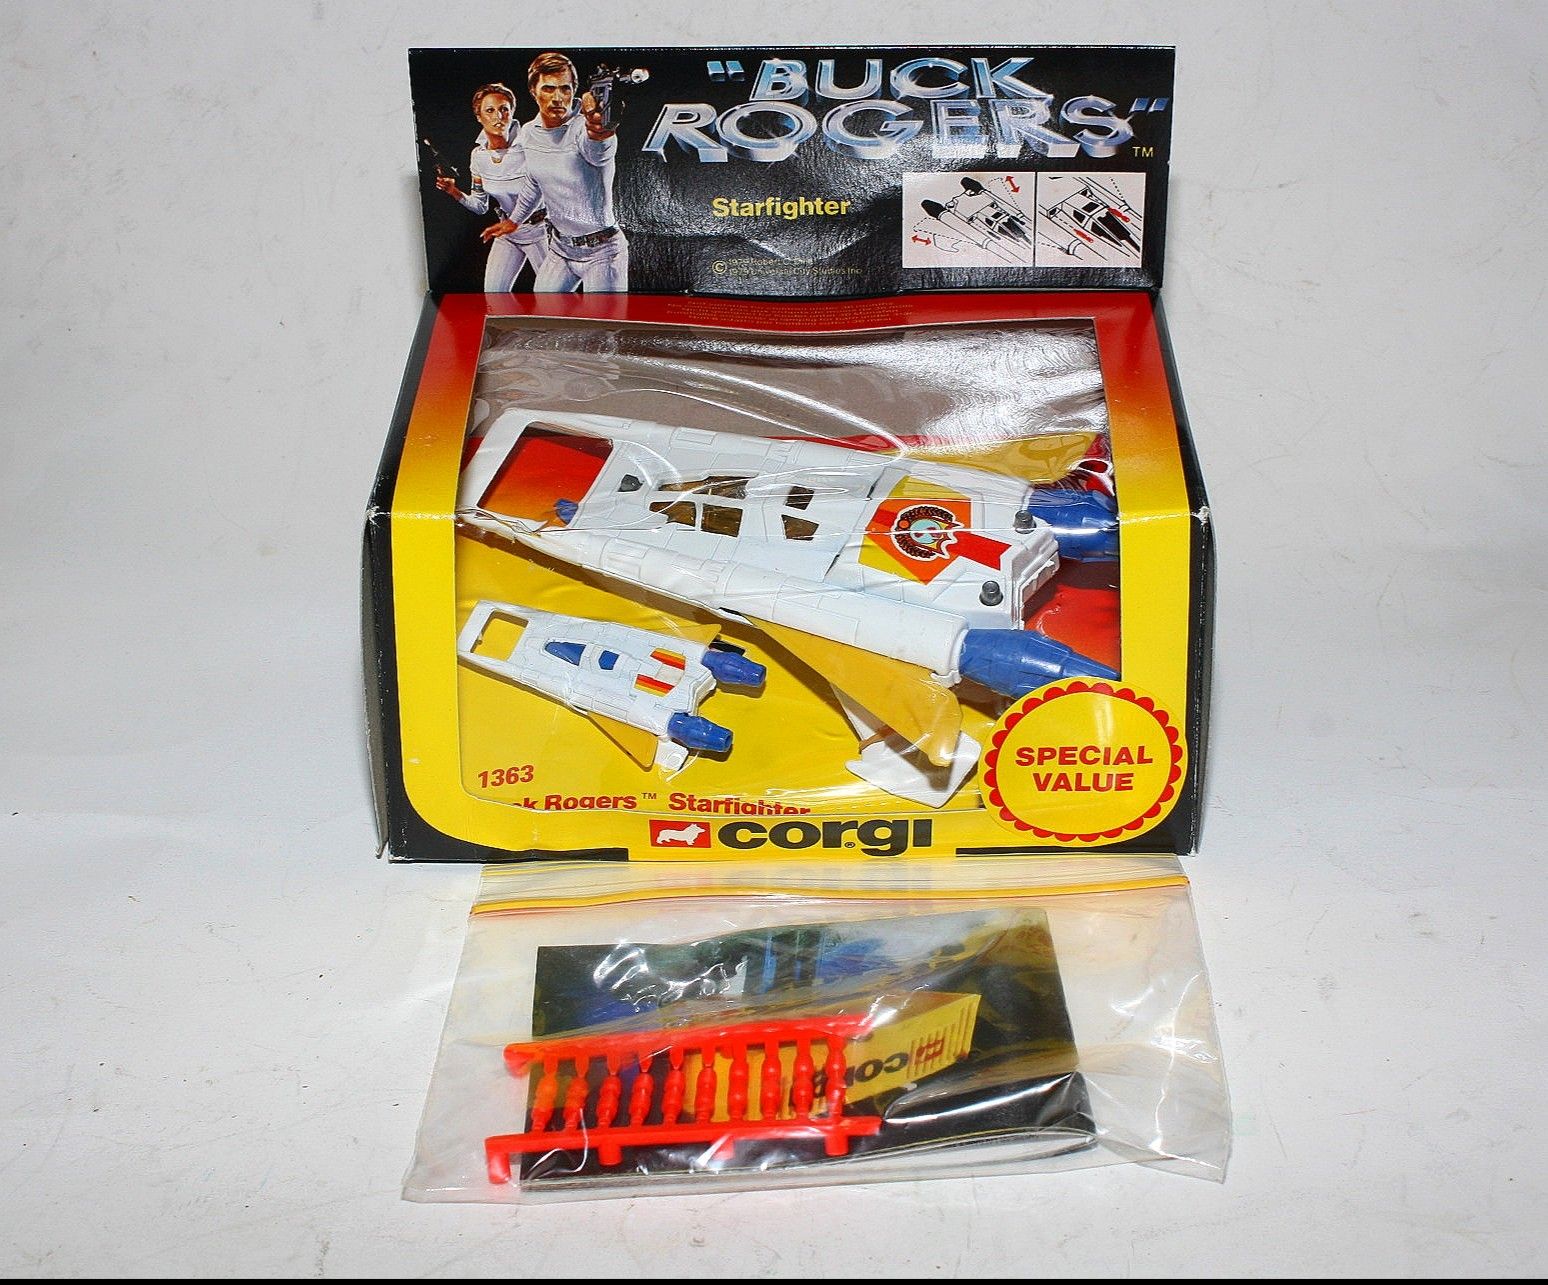 "BUCK
ROGERS"
TM
Starfighter
1363
Rogers™ Starfighter
SPECIAL
VALUE
corgi